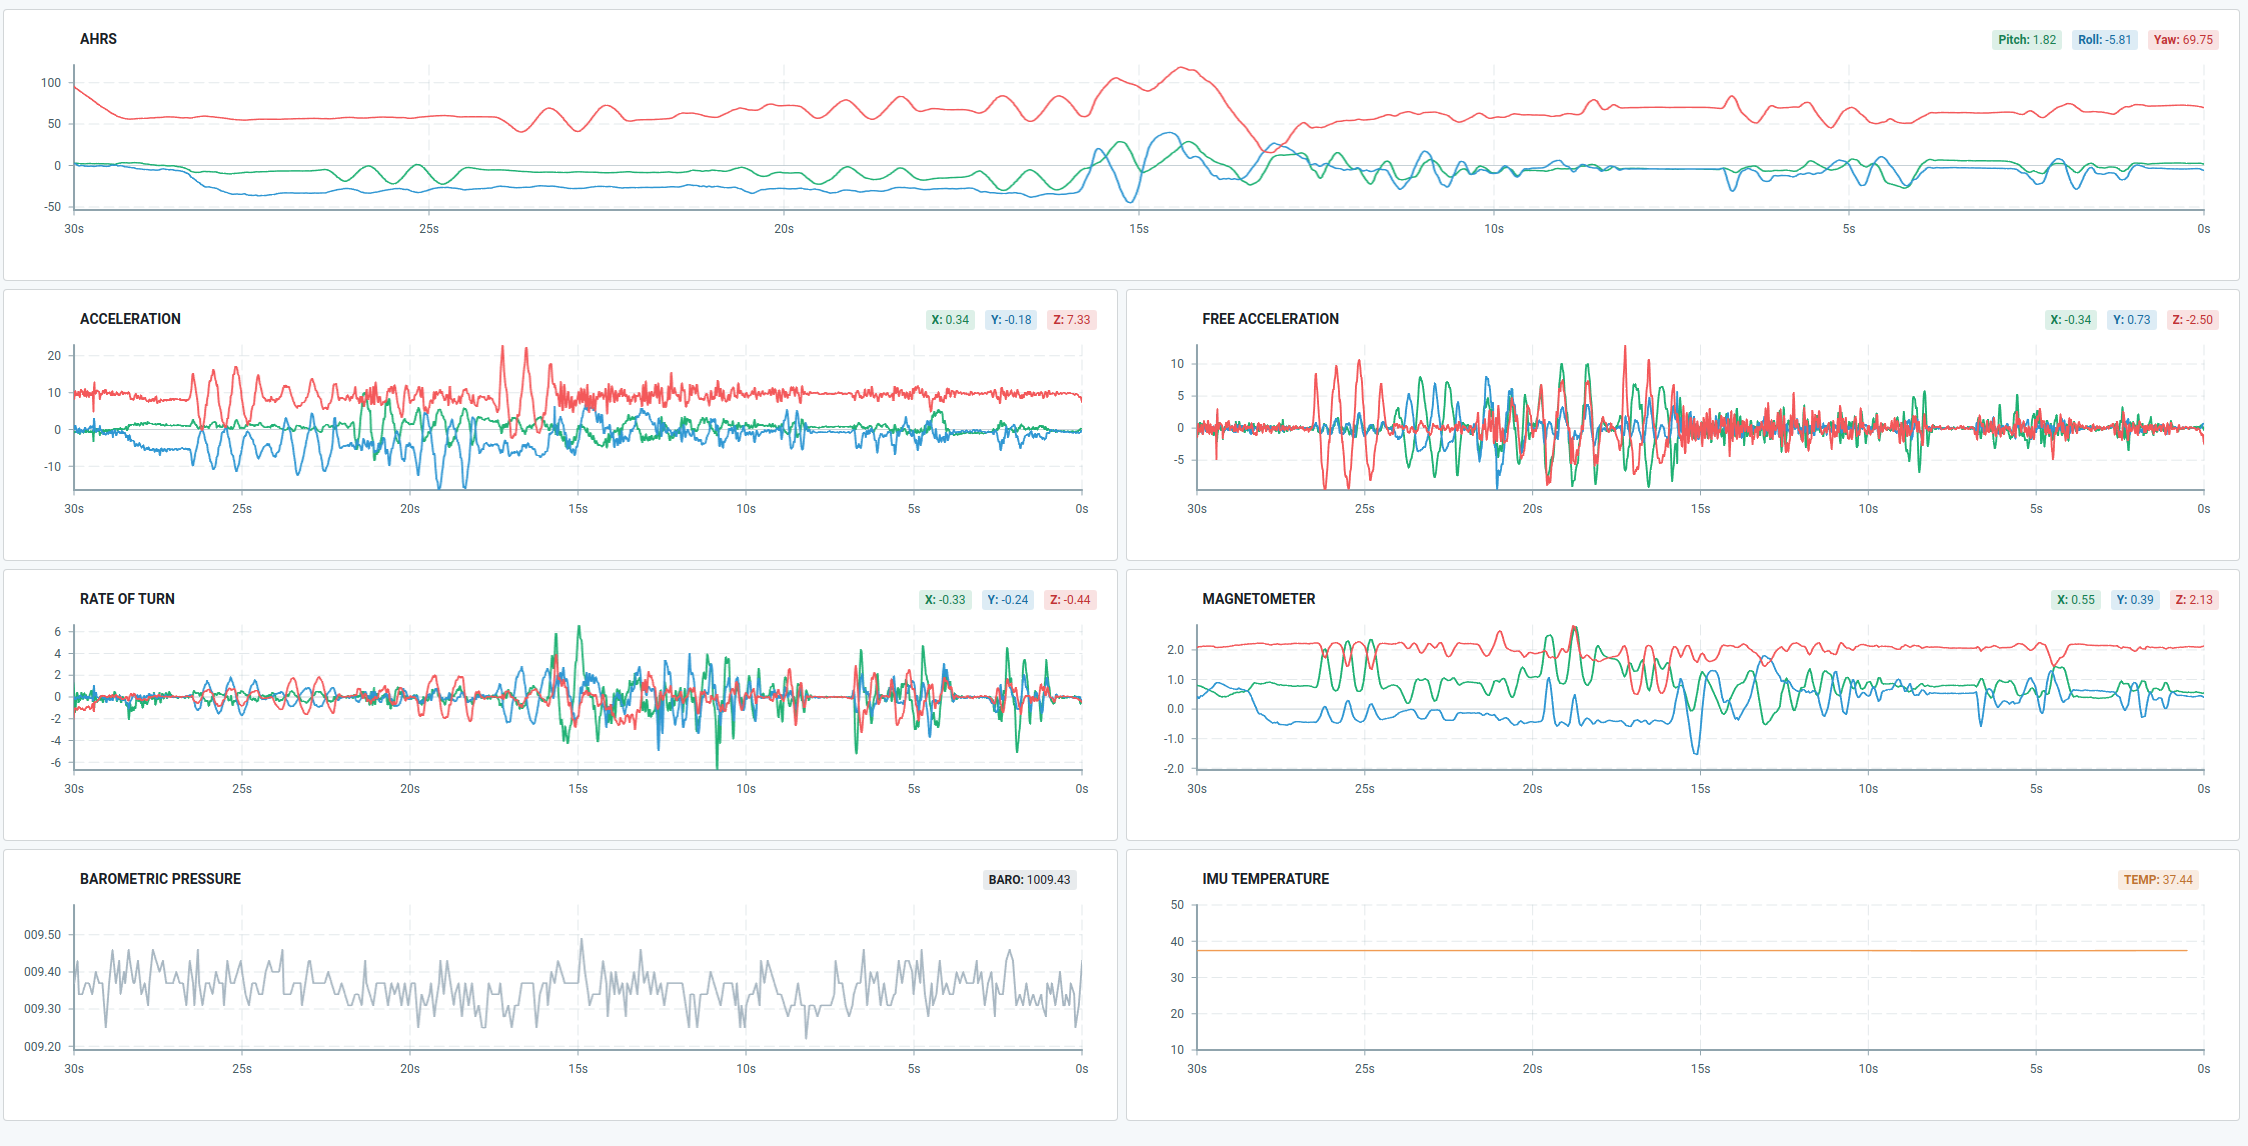 AHRS Pitch: 1.82 Roll: -5.81 Yaw: 69.75
100
50
0
-50
30s 25s 20s 15s 10s 5s 0s
ACCELERATION X: 0.34 Y: -0.18 Z: 7.33
20
10
0
-10
30s 25s 20s 15s 10s 5s 0s
FREE ACCELERATION X: -0.34 Y: 0.73 Z: -2.50
10
5
0
-5
30s 25s 20s 15s 10s 5s 0s
RATE OF TURN X: -0.33 Y: -0.24 Z: -0.44
6
4
2
0
-2
-4
-6
30s 25s 20s 15s 10s 5s 0s
MAGNETOMETER X: 0.55 Y: 0.39 Z: 2.13
2.0
1.0
0.0
-1.0
-2.0
30s 25s 20s 15s 10s 5s 0s
BAROMETRIC PRESSURE BARO: 1009.43
009.50
009.40
009.30
009.20
30s 25s 20s 15s 10s 5s 0s
IMU TEMPERATURE TEMP: 37.44
50
40
30
20
10
30s 25s 20s 15s 10s 5s 0s